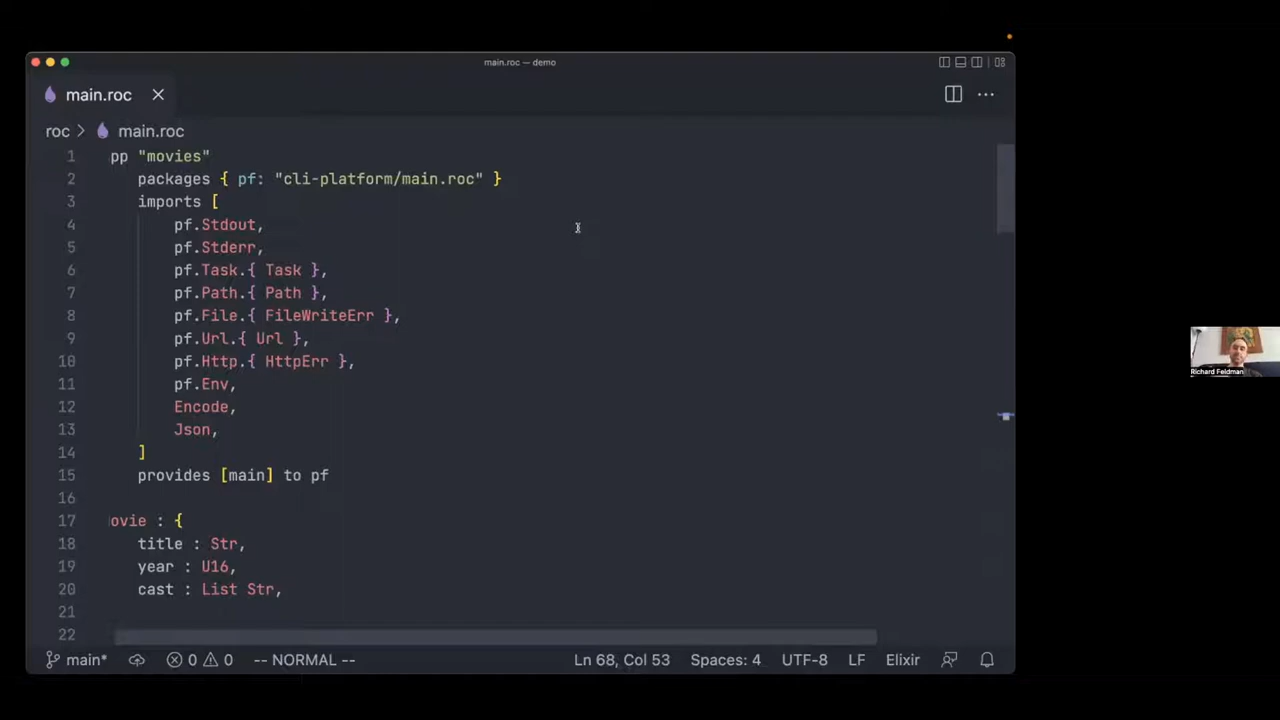 main.roc — demo
main.roc
roc > main.roc
1 pp "movies"
2 packages { pf: "cli-platform/main.roc" }
3 imports [
4 pf.Stdout,
5 pf.Stderr,
6 pf.Task.{ Task },
7 pf.Path.{ Path },
8 pf.File.{ FileWriteErr },
9 pf.Url.{ Url },
10 pf.Http.{ HttpErr },
11 pf.Env,
12 Encode,
13 Json,
14 ]
15 provides [main] to pf
16
17 ovie : {
18 title : Str,
19 year : U16,
20 cast : List Str,
21
22
main* 0 0 -- NORMAL -- Ln 68, Col 53 Spaces: 4 UTF-8 LF Elixir
Richard Feldman